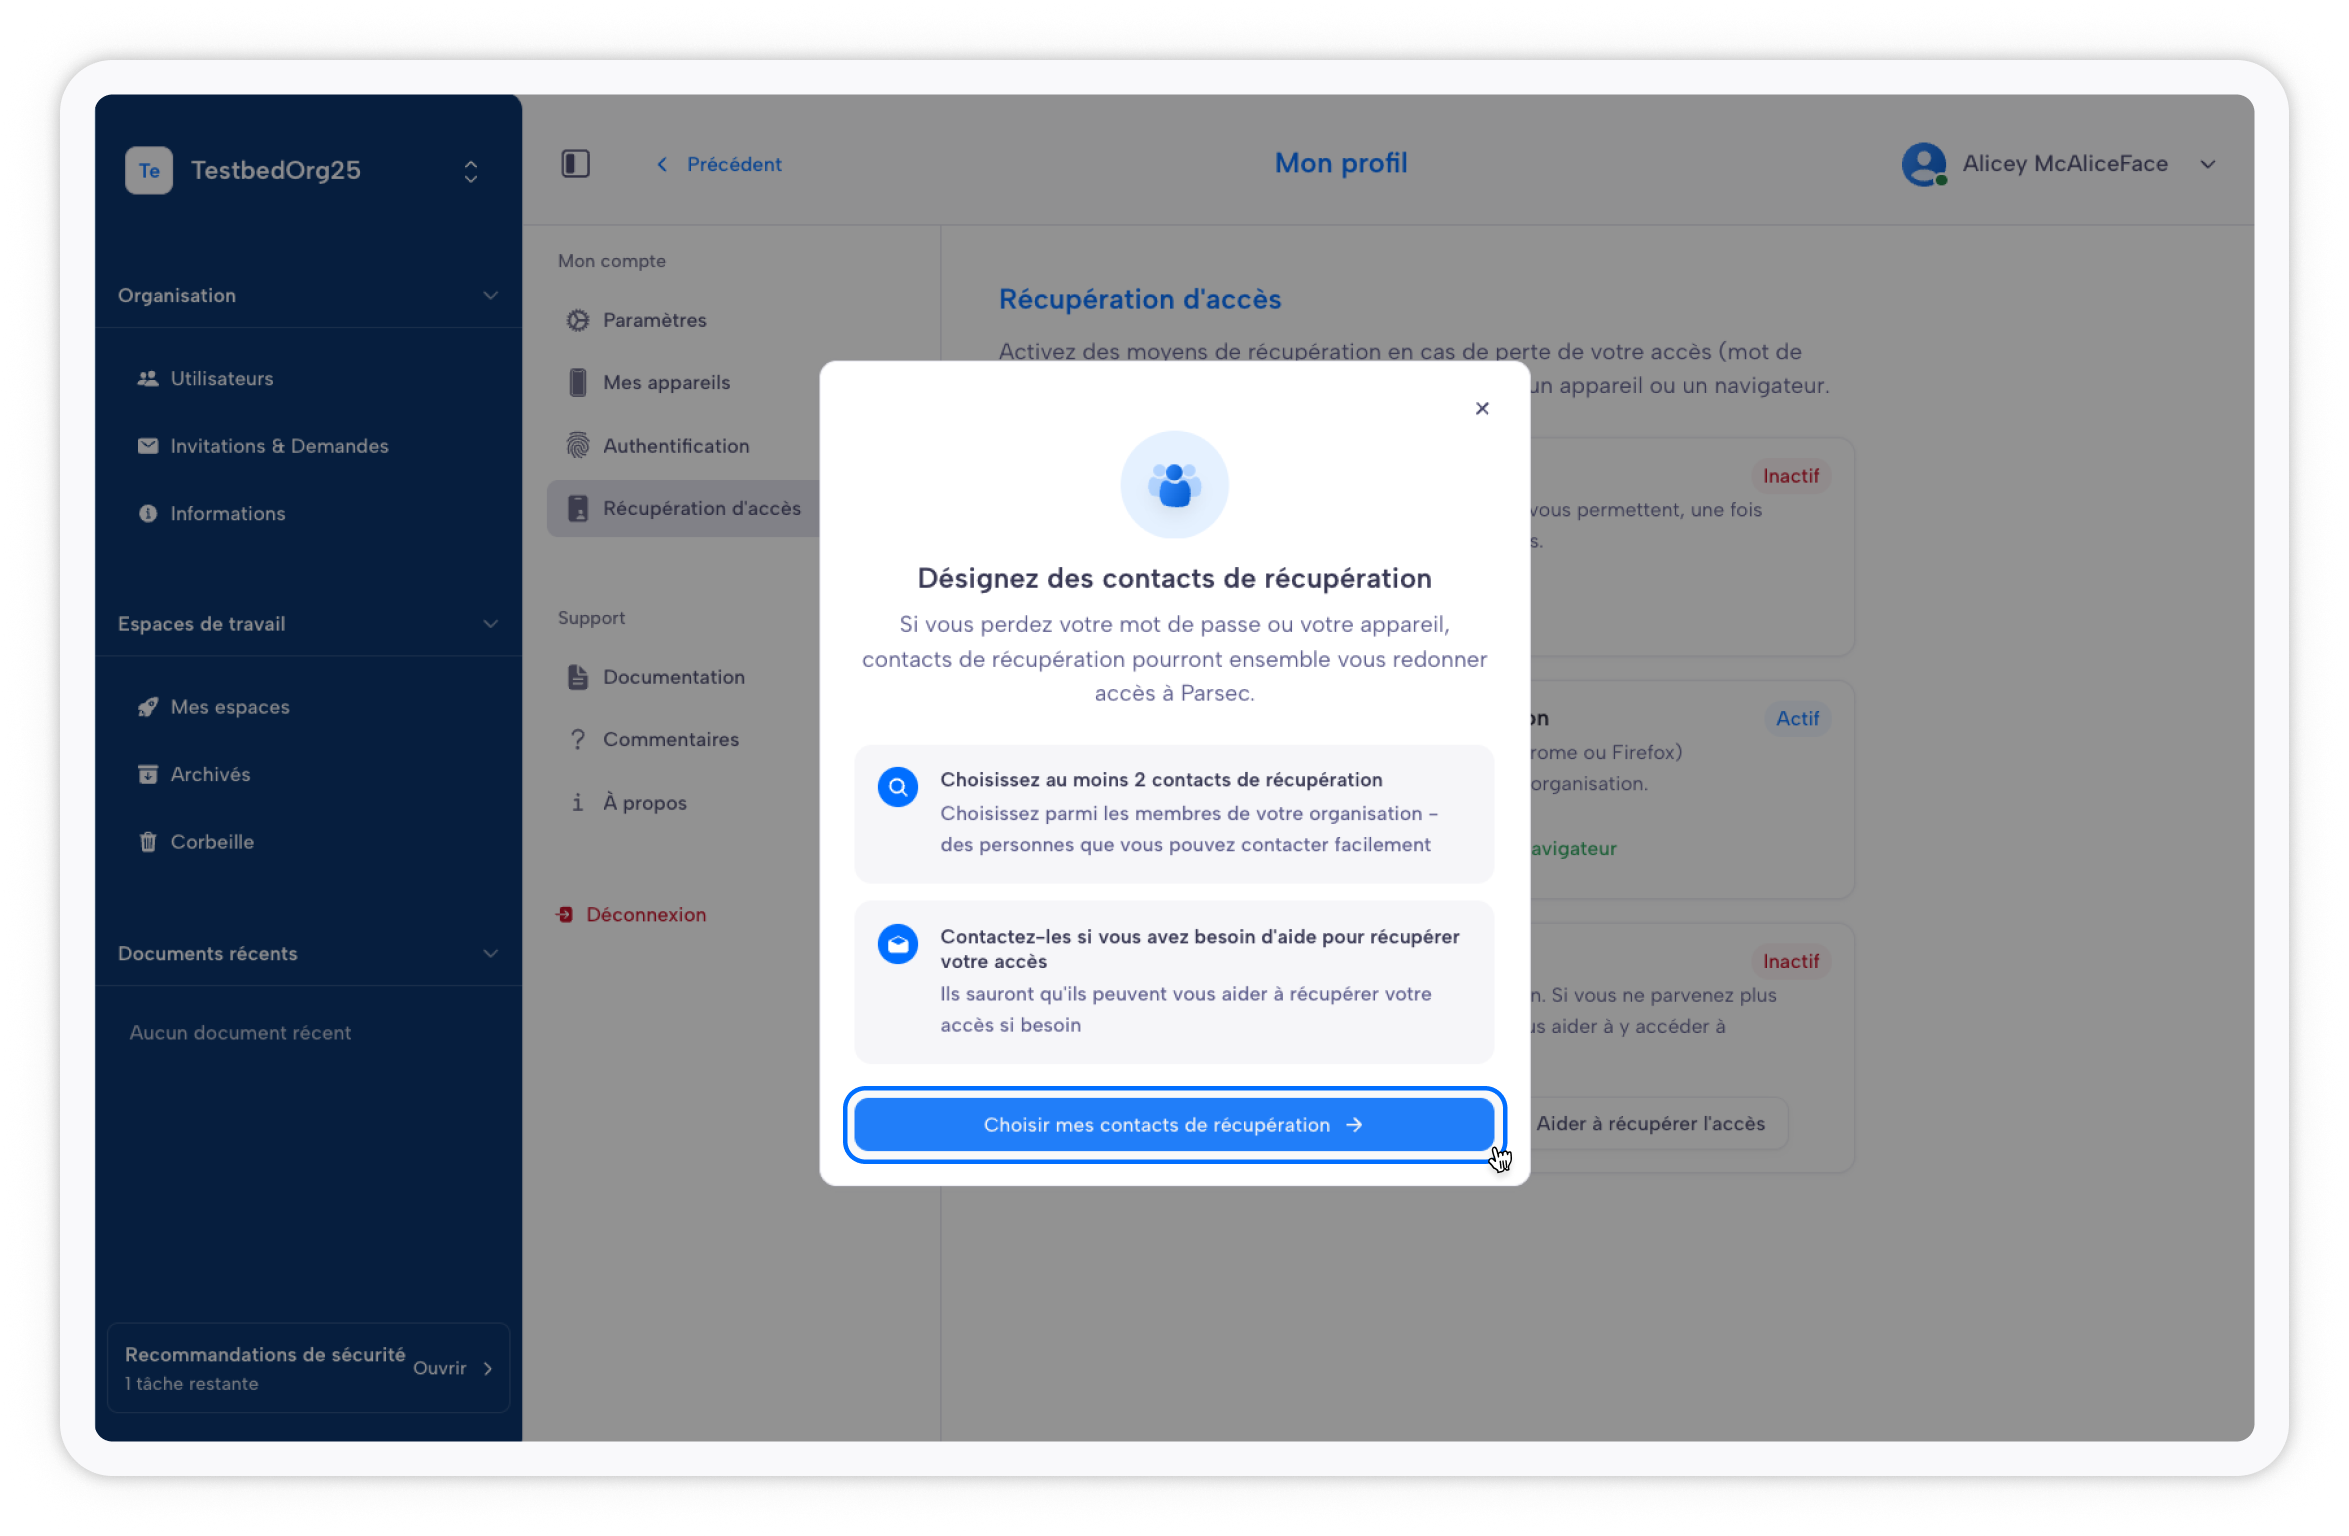 Te
TestbedOrg25
Organisation
Utilisateurs
Invitations & Demandes
Informations
Espaces de travail
Mes espaces
Archivés
Corbeille
Documents récents
Aucun document récent
Recommandations de sécurité
1 tâche restante
Ouvrir
Précédent
Mon profil
Alicey McAliceFace
Mon compte
Paramètres
Mes appareils
Authentification
Récupération d'accès
Support
Documentation
Commentaires
À propos
Déconnexion
Récupération d'accès
Activez des moyens de récupération en cas de perte de votre accès (mot de
un appareil ou un navigateur.
Inactif
vous permettent, une fois
s.
on
Actif
rome ou Firefox)
organisation.
avigateur
Inactif
n. Si vous ne parvenez plus
us aider à y accéder à
Aider à récupérer l'accès
Désignez des contacts de récupération
Si vous perdez votre mot de passe ou votre appareil,
contacts de récupération pourront ensemble vous redonner
accès à Parsec.
Choisissez au moins 2 contacts de récupération
Choisissez parmi les membres de votre organisation -
des personnes que vous pouvez contacter facilement
Contactez-les si vous avez besoin d'aide pour récupérer
votre accès
Ils sauront qu'ils peuvent vous aider à récupérer votre
accès si besoin
Choisir mes contacts de récupération